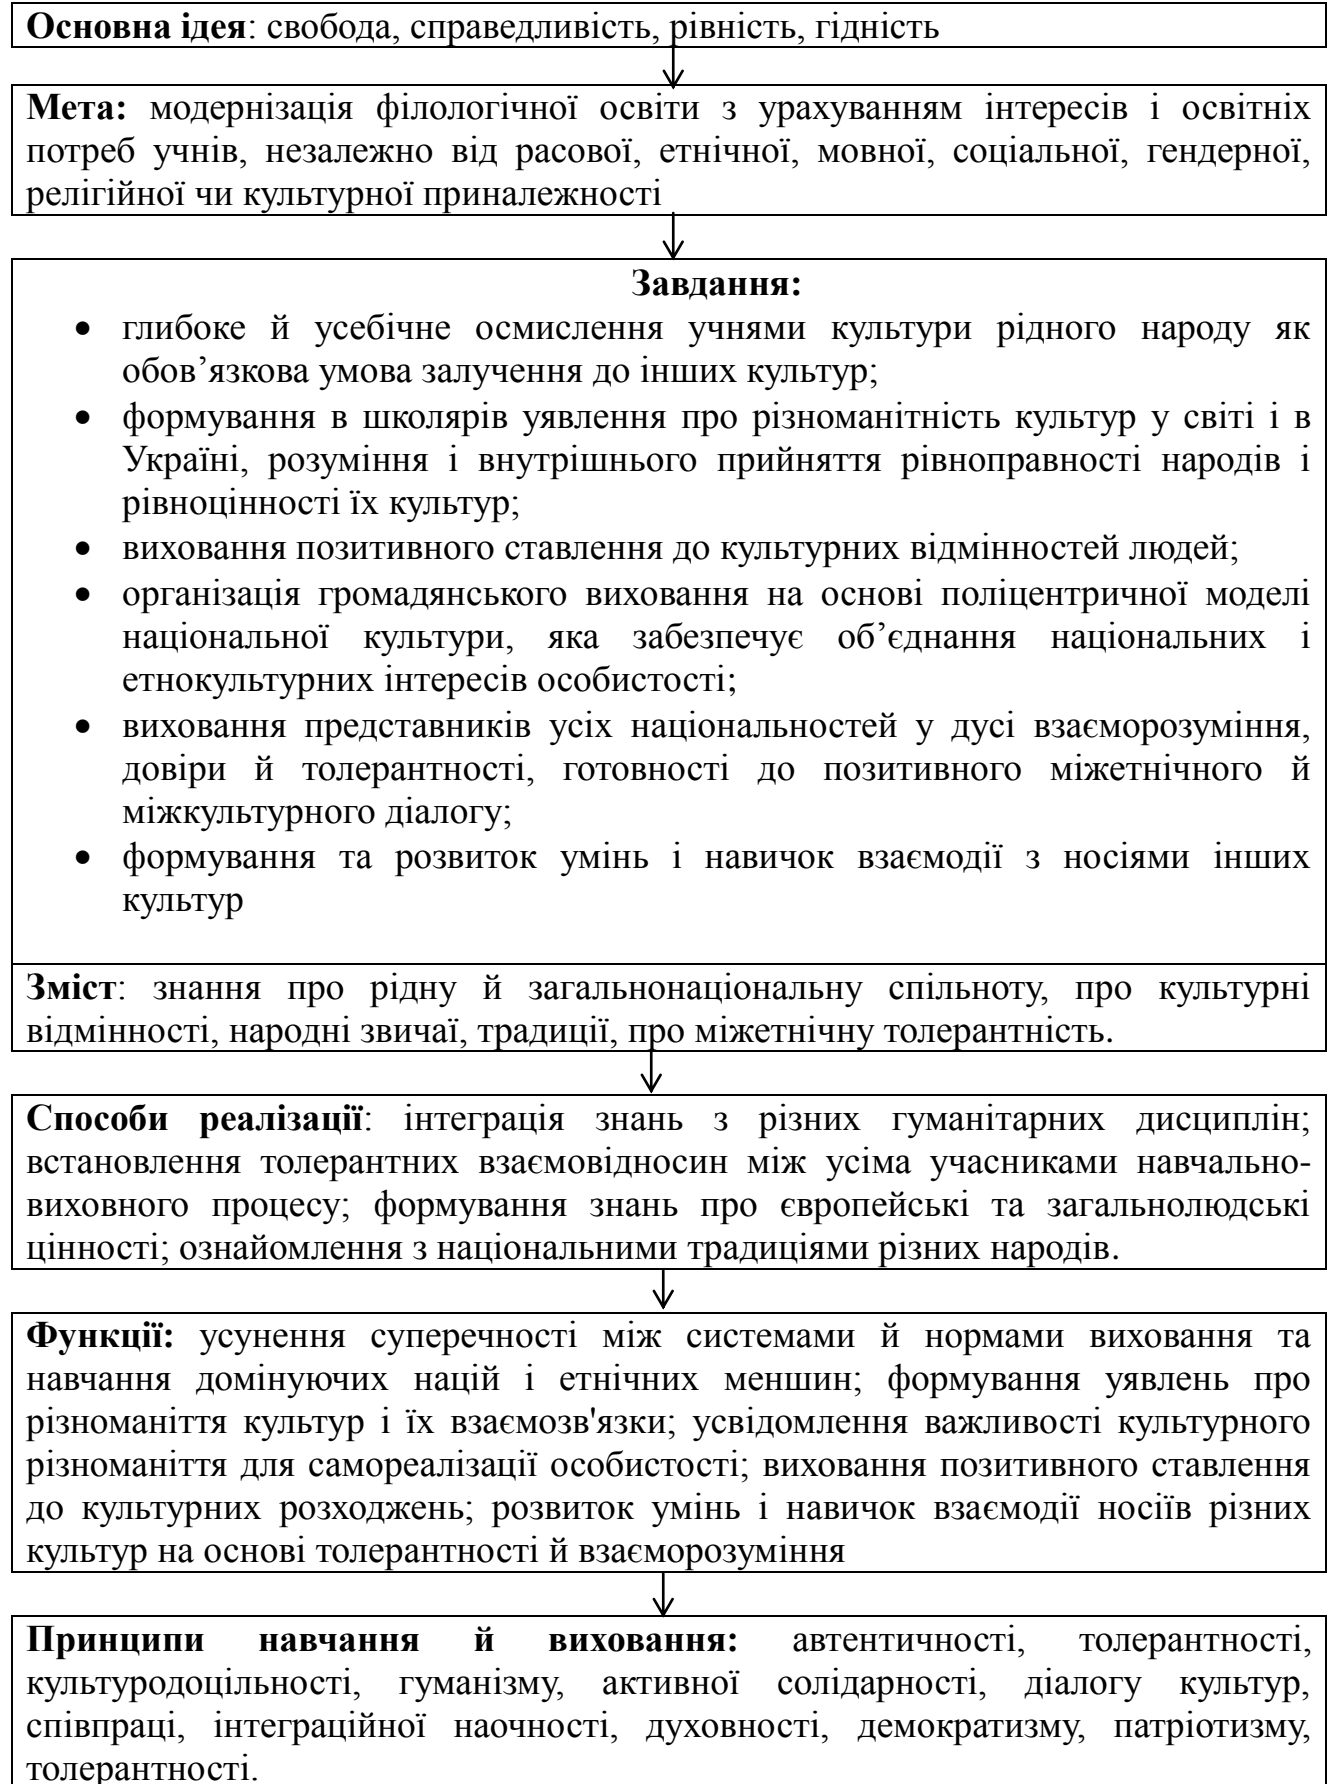 Основна ідея: свобода, справедливість, рівність, гідність
Мета: модернізація філологічної освіти з урахуванням інтересів і освітніх
потреб учнів, незалежно від расової, етнічної, мовної, соціальної, гендерної,
релігійної чи культурної приналежності
Завдання:
• глибоке й усебічне осмислення учнями культури рідного народу як
обов’язкова умова залучення до інших культур;
• формування в школярів уявлення про різноманітність культур у світі і в
Україні, розуміння і внутрішнього прийняття рівноправності народів і
рівноцінності їх культур;
• виховання позитивного ставлення до культурних відмінностей людей;
• організація громадянського виховання на основі поліцентричної моделі
національної культури, яка забезпечує об’єднання національних і
етнокультурних інтересів особистості;
• виховання представників усіх національностей у дусі взаєморозуміння,
довіри й толерантності, готовності до позитивного міжетнічного й
міжкультурного діалогу;
• формування та розвиток умінь і навичок взаємодії з носіями інших
культур
Зміст: знання про рідну й загальнонаціональну спільноту, про культурні
відмінності, народні звичаї, традиції, про міжетнічну толерантність.
Способи реалізації: інтеграція знань з різних гуманітарних дисциплін;
встановлення толерантних взаємовідносин між усіма учасниками навчально-
виховного процесу; формування знань про європейські та загальнолюдські
цінності; ознайомлення з національними традиціями різних народів.
Функції: усунення суперечності між системами й нормами виховання та
навчання домінуючих націй і етнічних меншин; формування уявлень про
різноманіття культур і їх взаємозв'язки; усвідомлення важливості культурного
різноманіття для самореалізації особистості; виховання позитивного ставлення
до культурних розходжень; розвиток умінь і навичок взаємодії носіїв різних
культур на основі толерантності й взаєморозуміння
Принципи навчання й виховання: автентичності, толерантності,
культуродоцільності, гуманізму, активної солідарності, діалогу культур,
співпраці, інтеграційної наочності, духовності, демократизму, патріотизму,
толерантності.